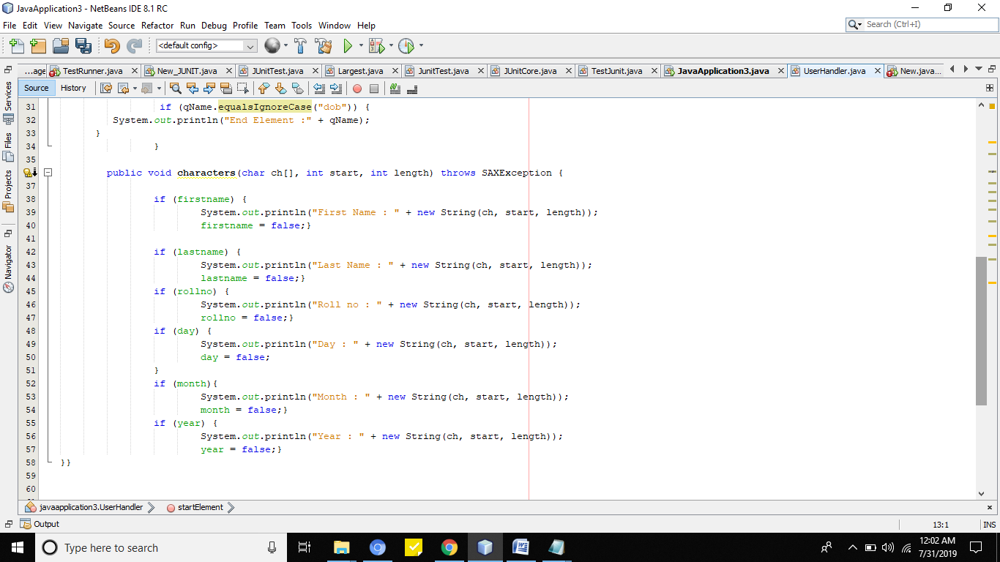 JavaApplication3 - NetBeans IDE 8.1 RC
File Edit View Navigate Source Refactor Run Debug Profile Team Tools Window Help
Search (Ctrl+I)
<default config>
...age TestRunner.java New_JUNIT.java JUnitTest.java Largest.java JunitTest.java JUnitCore.java TestJunit.java JavaApplication3.java UserHandler.java New.java...
Source History
Services
Files
Projects
Navigator
31 if (qName.equalsIgnoreCase("dob")) {
32 System.out.println("End Element :" + qName);
33 }
34 }
35
public void characters(char ch[], int start, int length) throws SAXException {
37
38 if (firstname) {
39 System.out.println("First Name : " + new String(ch, start, length));
40 firstname = false;}
41
42 if (lastname) {
43 System.out.println("Last Name : " + new String(ch, start, length));
44 lastname = false;}
45 if (rollno) {
46 System.out.println("Roll no : " + new String(ch, start, length));
47 rollno = false;}
48 if (day) {
49 System.out.println("Day : " + new String(ch, start, length));
50 day = false;
51 }
52 if (month){
53 System.out.println("Month : " + new String(ch, start, length));
54 month = false;}
55 if (year) {
56 System.out.println("Year : " + new String(ch, start, length));
57 year = false;}
58 }}
59
60
javaapplication3.UserHandler startElement
Output
13:1 INS
Type here to search
12:02 AM
7/31/2019